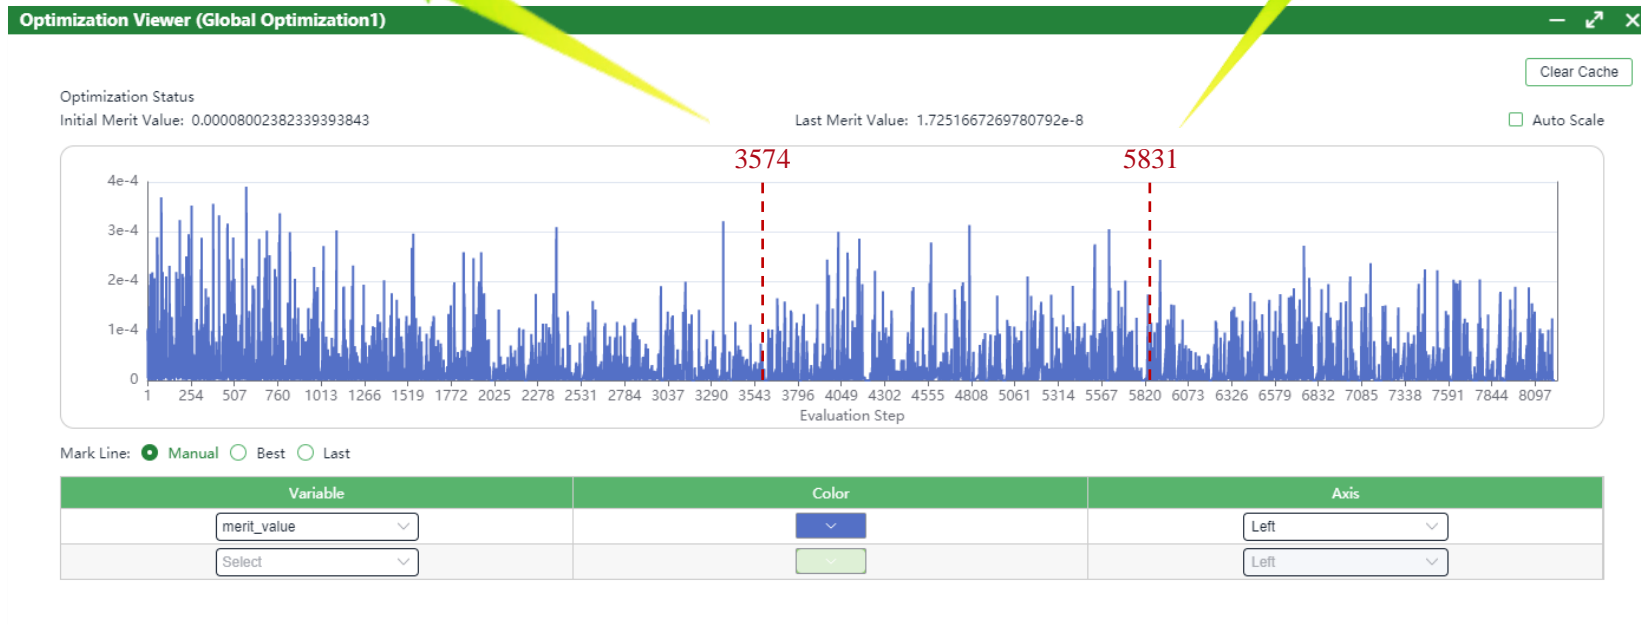 Optimization Viewer (Global Optimization1)
Clear Cache
Optimization Status
Initial Merit Value: 0.00008002382339393843
Last Merit Value: 1.7251667269780792e-8
Auto Scale
3574
5831
4e-4
3e-4
2e-4
1e-4
0
1 254 507 760 1013 1266 1519 1772 2025 2278 2531 2784 3037 3290 3543 3796 4049 4302 4555 4808 5061 5314 5567 5820 6073 6326 6579 6832 7085 7338 7591 7844 8097
Evaluation Step
Mark Line: Manual Best Last
Variable Color Axis
merit_value Left
Select Left